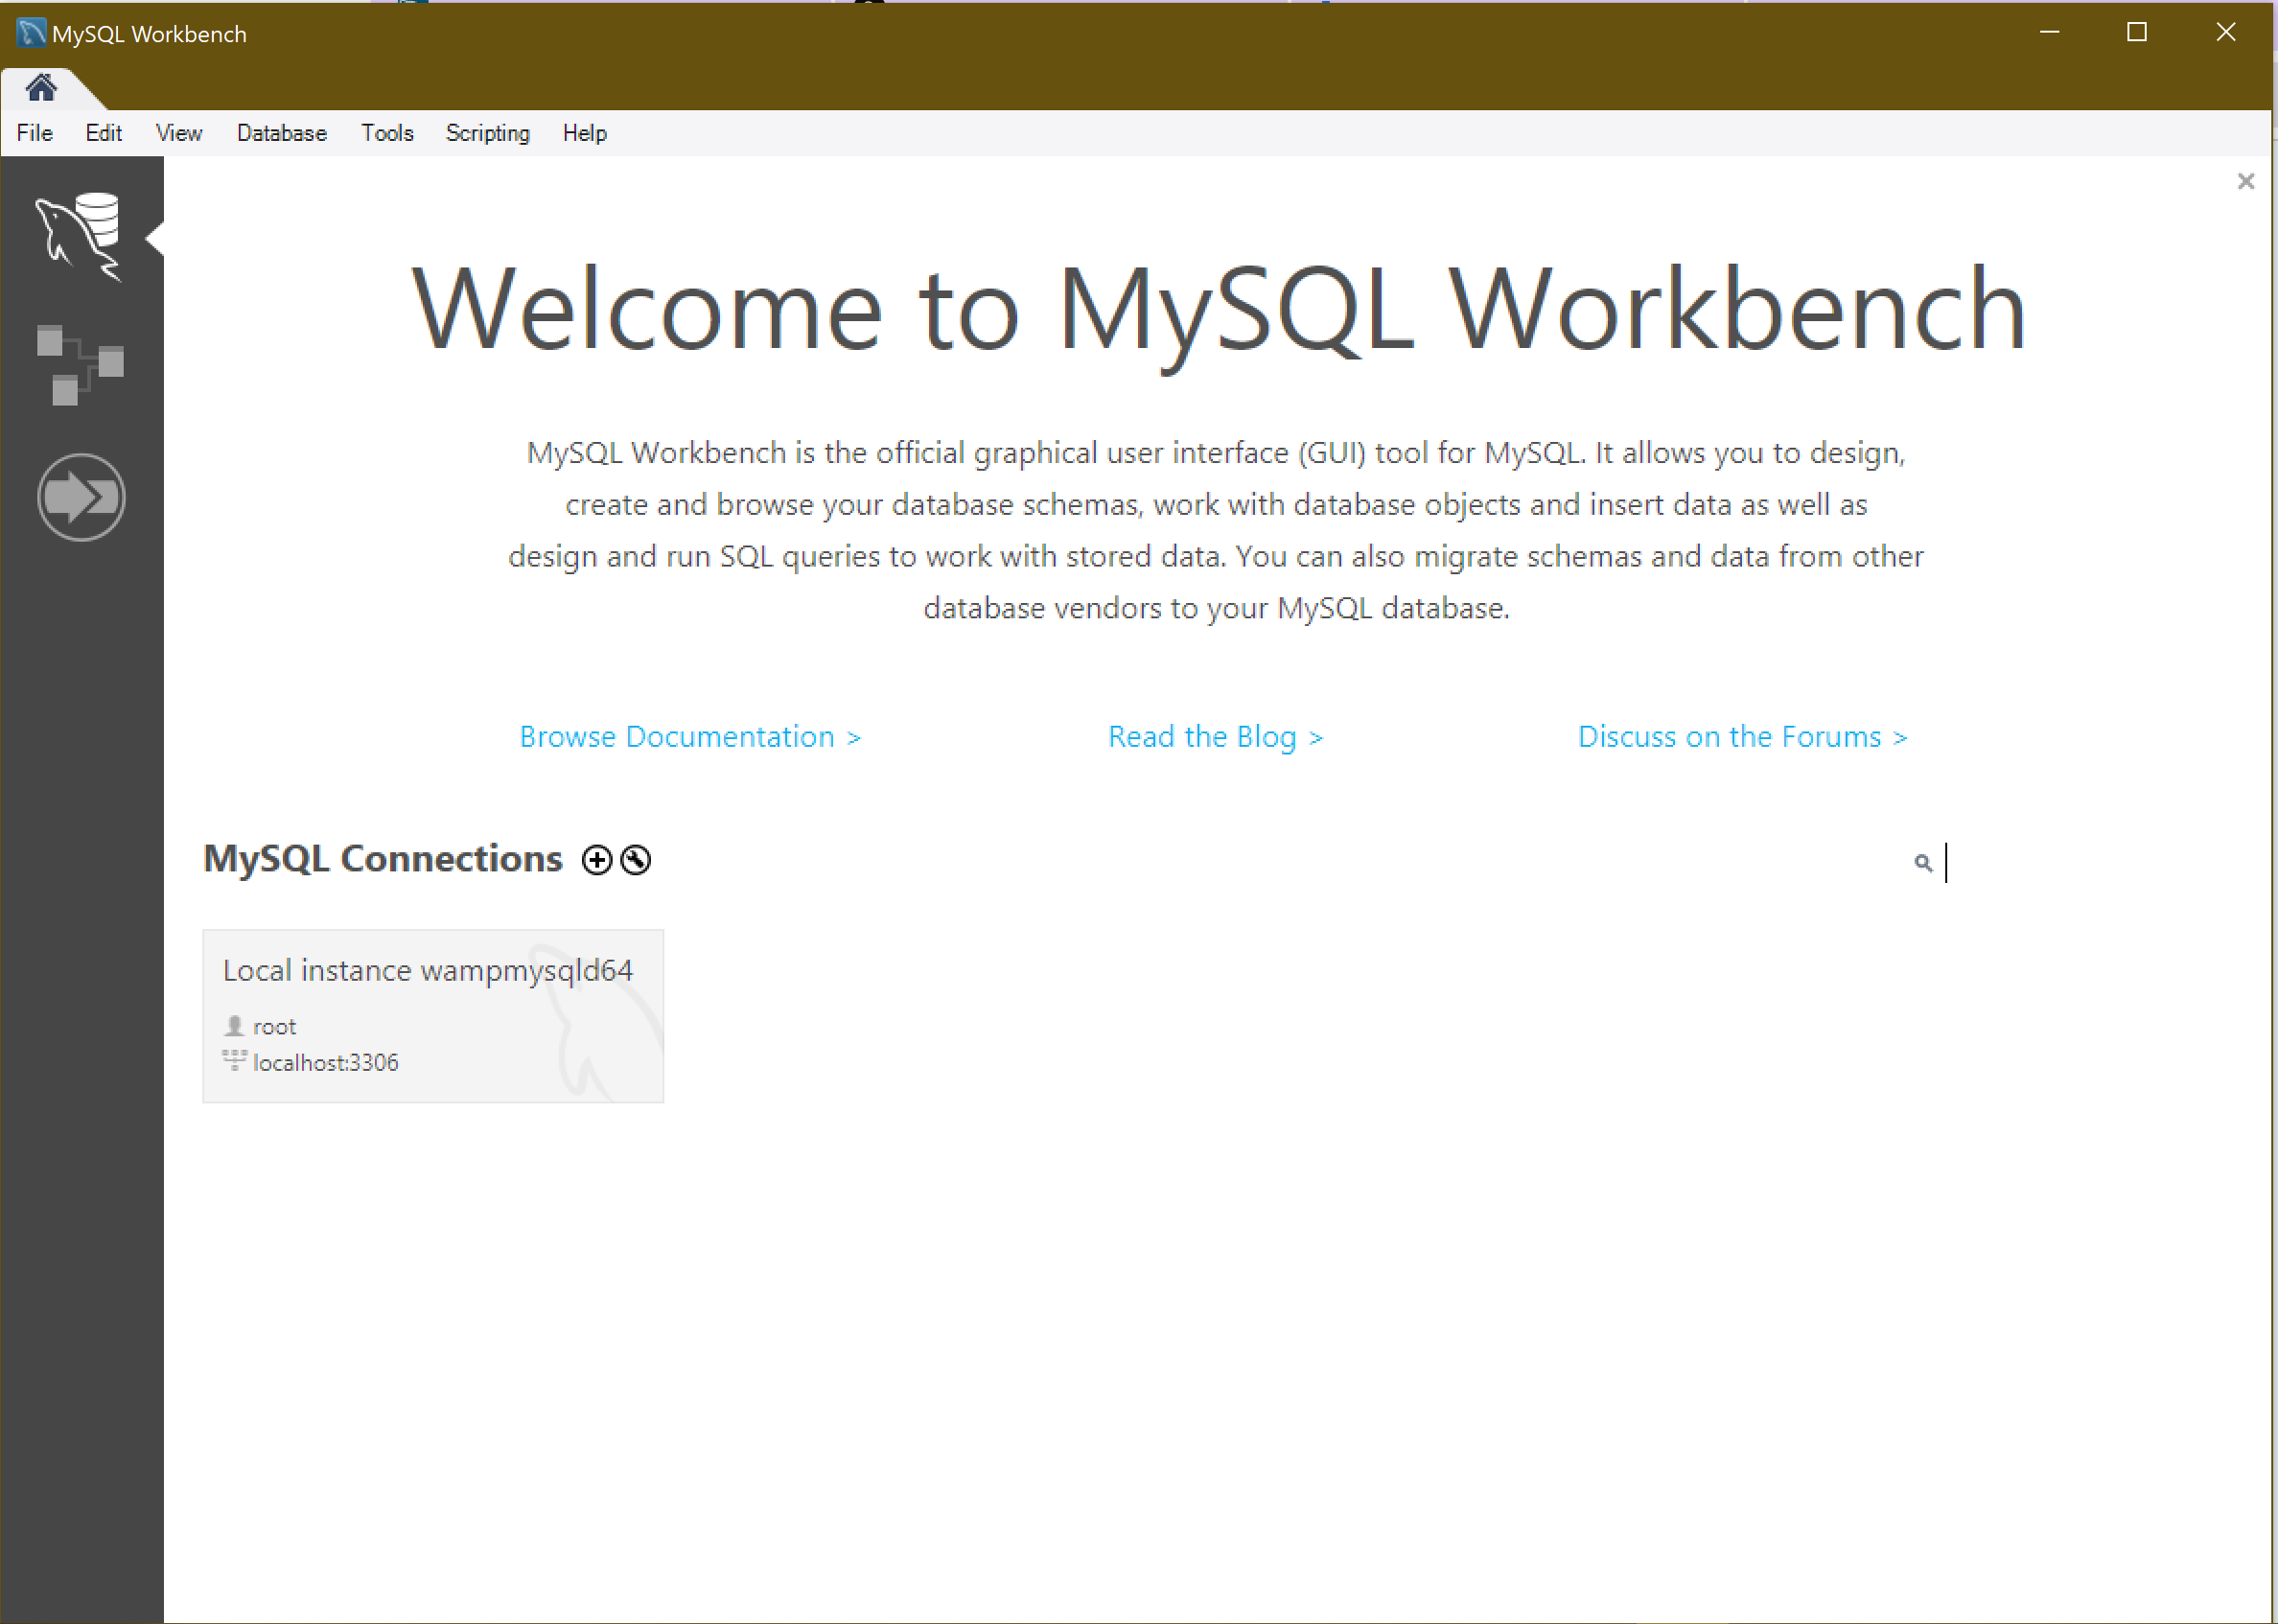 MySQL Workbench
File Edit View Database Tools Scripting Help
Welcome to MySQL Workbench
MySQL Workbench is the official graphical user interface (GUI) tool for MySQL. It allows you to design,
create and browse your database schemas, work with database objects and insert data as well as
design and run SQL queries to work with stored data. You can also migrate schemas and data from other
database vendors to your MySQL database.
Browse Documentation > Read the Blog > Discuss on the Forums >
MySQL Connections
Local instance wampmysqld64
root
localhost:3306